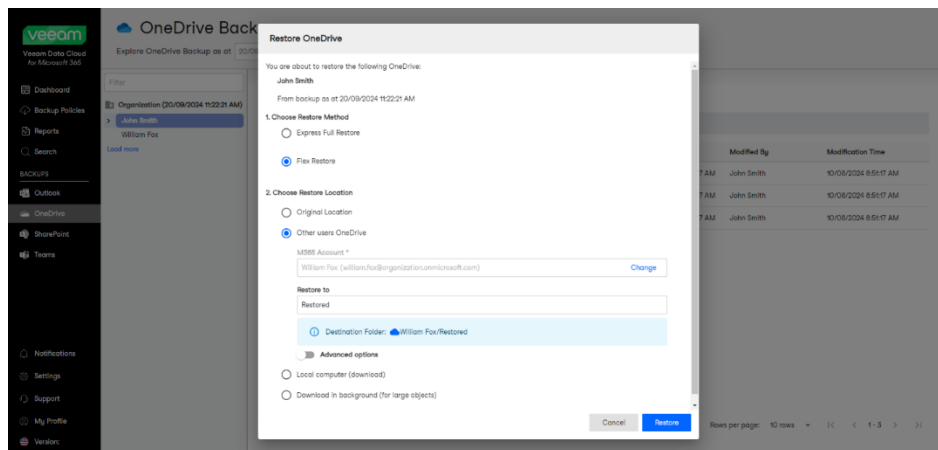 veeam
Veeam Data Cloud
for Microsoft 365
Dashboard
Backup Policies
Reports
Search
BACKUPS
Outlook
OneDrive
SharePoint
Teams
Notifications
Settings
Support
My Profile
Version:
OneDrive Back
Explore OneDrive Backup as at
Filter
Organization (20/09/2024 11:22:21 AM)
John Smith
William Fox
Load more
Restore OneDrive
You are about to restore the following OneDrive:
John Smith
From backup as at 20/09/2024 11:22:21 AM
1. Choose Restore Method
Express Full Restore
Flex Restore
2. Choose Restore Location
Original Location
Other users OneDrive
M365 Account *
William Fox (william.fox@organization.onmicrosoft.com) Change
Restore to
Restored
Destination Folder: William Fox/Restored
Advanced options
Local computer (download)
Download in background (for large objects)
Cancel Restore
Modified By Modification Time
7 AM John Smith 10/08/2024 8:51:17 AM
7 AM John Smith 10/08/2024 8:51:17 AM
7 AM John Smith 10/08/2024 8:51:17 AM
Rows per page: 10 rows 1-3